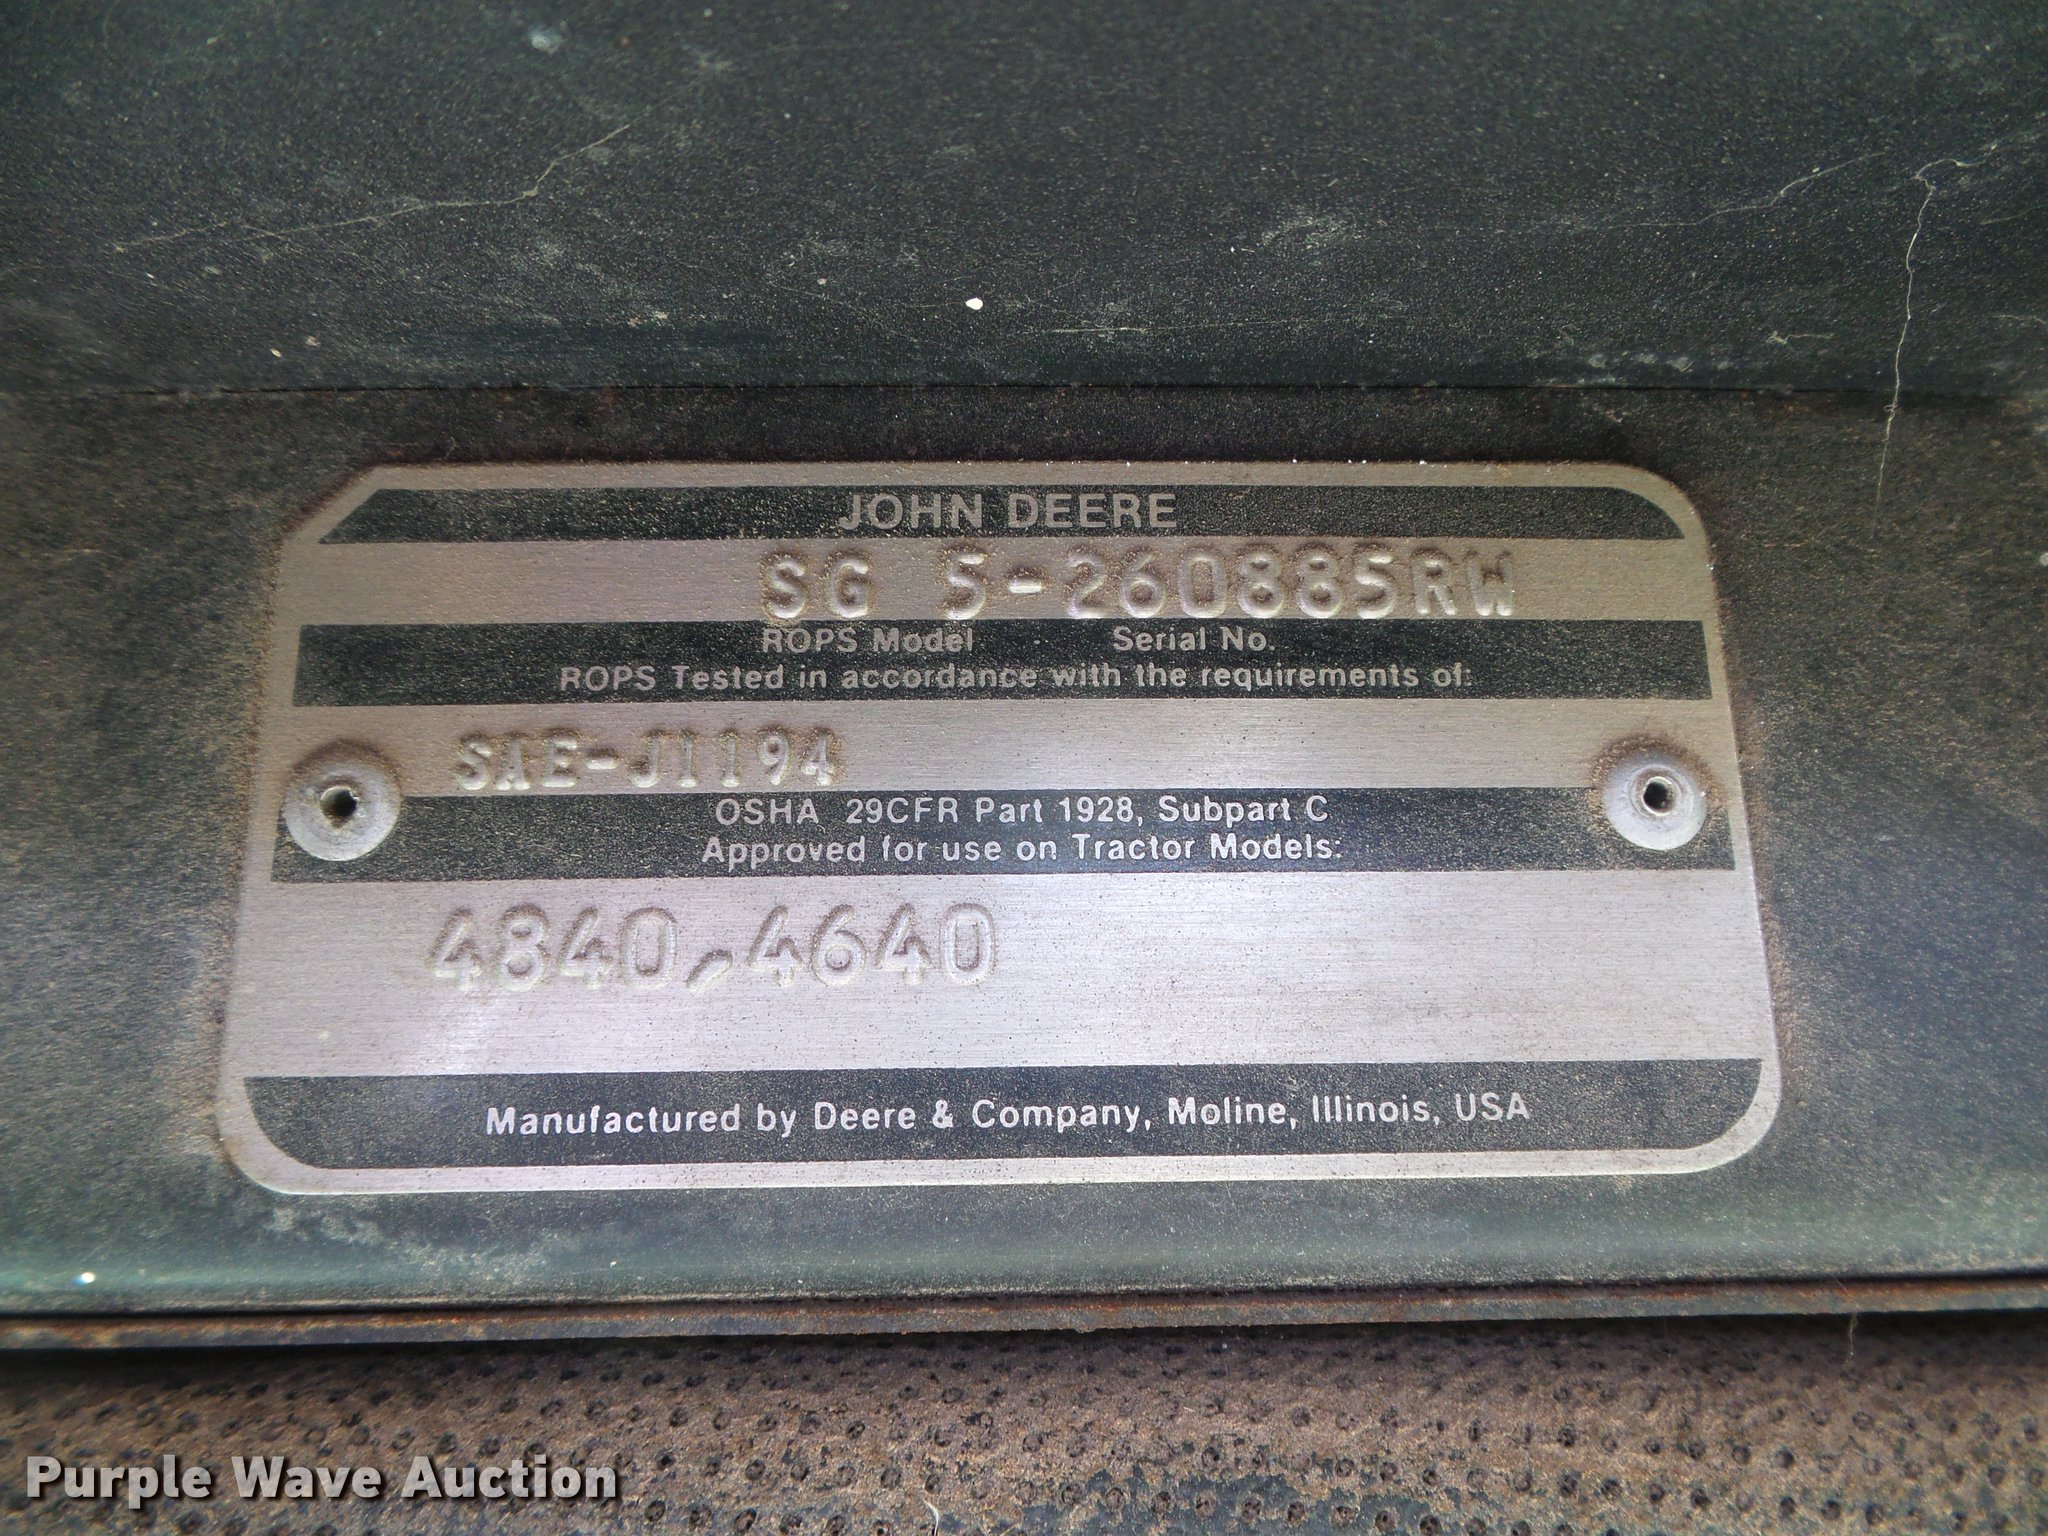 JOHN DEERE
SG 5-260885RW
ROPS Model Serial No.
ROPS Tested in accordance with the requirements of:
SAE-J1194
OSHA 29CFR Part 1928, Subpart C
Approved for use on Tractor Models:
4840,4640
Manufactured by Deere & Company, Moline, Illinois, USA
Purple Wave Auction